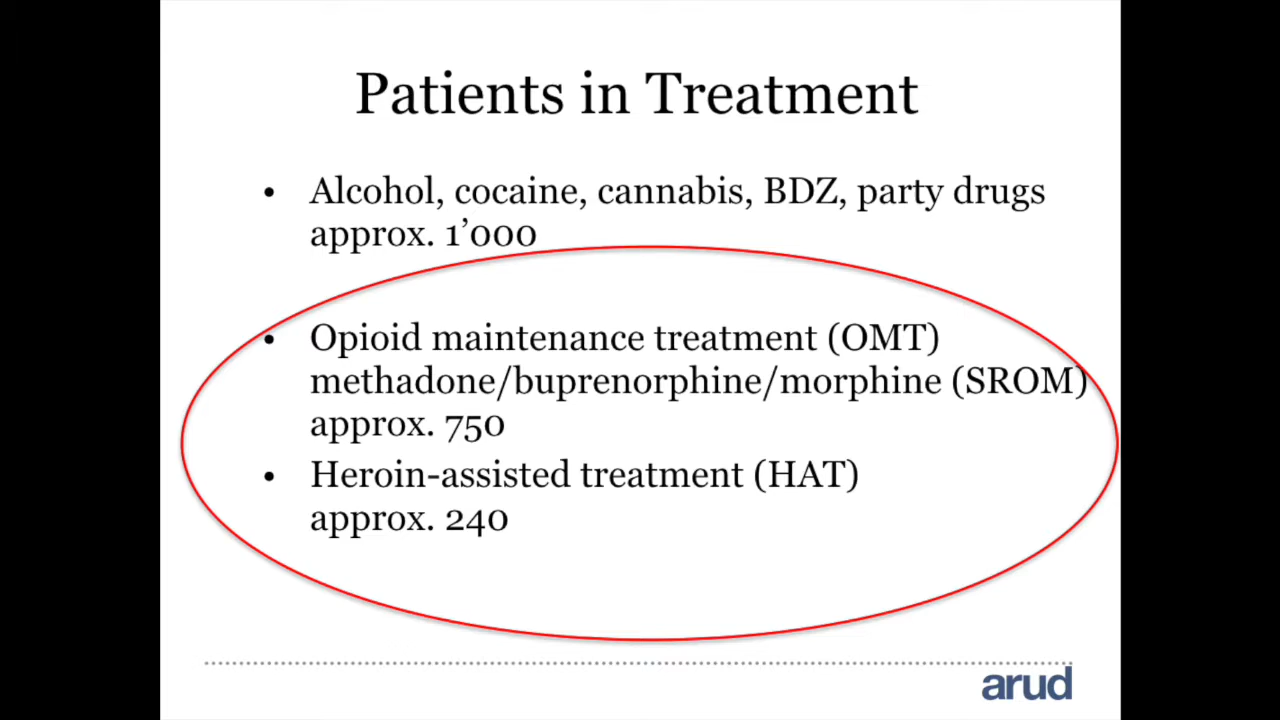 Patients in Treatment
• Alcohol, cocaine, cannabis, BDZ, party drugs
approx. 1’000
• Opioid maintenance treatment (OMT)
methadone/buprenorphine/morphine (SROM)
approx. 750
• Heroin-assisted treatment (HAT)
approx. 240
arud